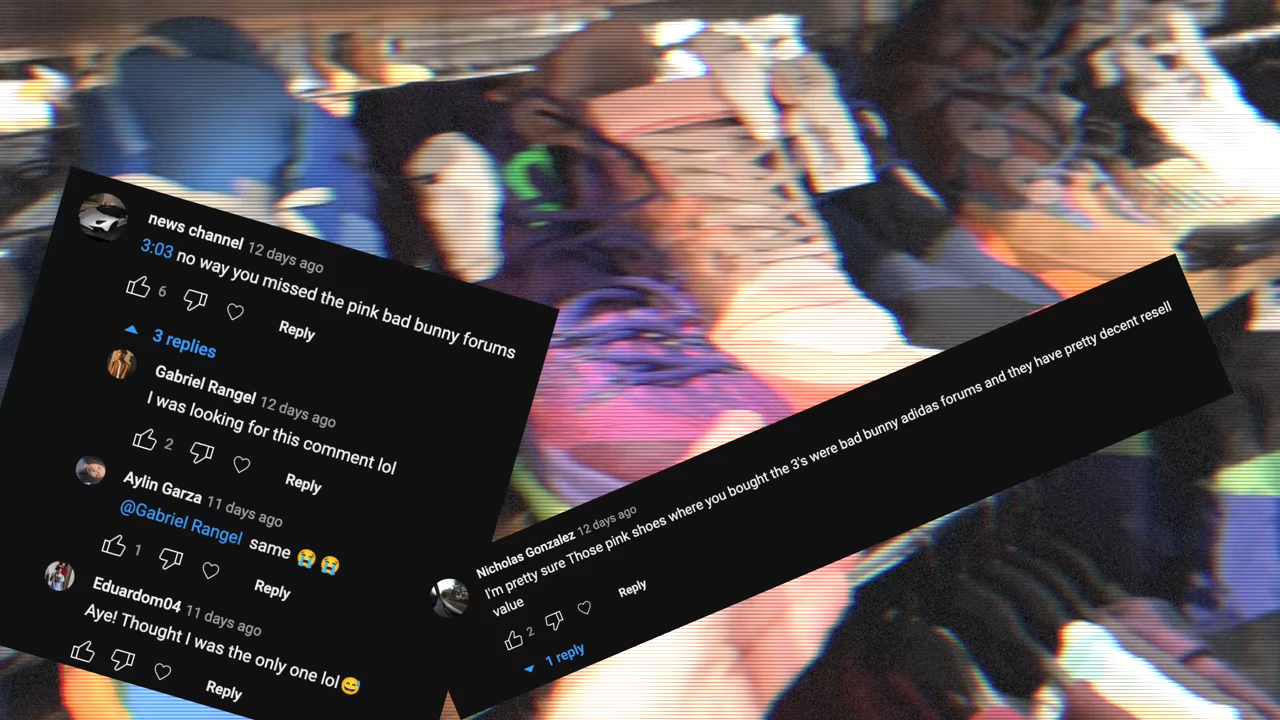 news channel 12 days ago
3:03 no way you missed the pink bad bunny forums
6
Reply
3 replies
Gabriel Rangel 12 days ago
I was looking for this comment lol
2
Reply
Aylin Garza 11 days ago
@Gabriel Rangel same 😭😭
1
Reply
Eduardom04 11 days ago
Aye! Thought I was the only one lol😅
Reply
Nicholas Gonzalez 12 days ago
I'm pretty sure Those pink shoes where you bought the 3's were bad bunny adidas forums and they have pretty decent resell
value
2
Reply
1 reply